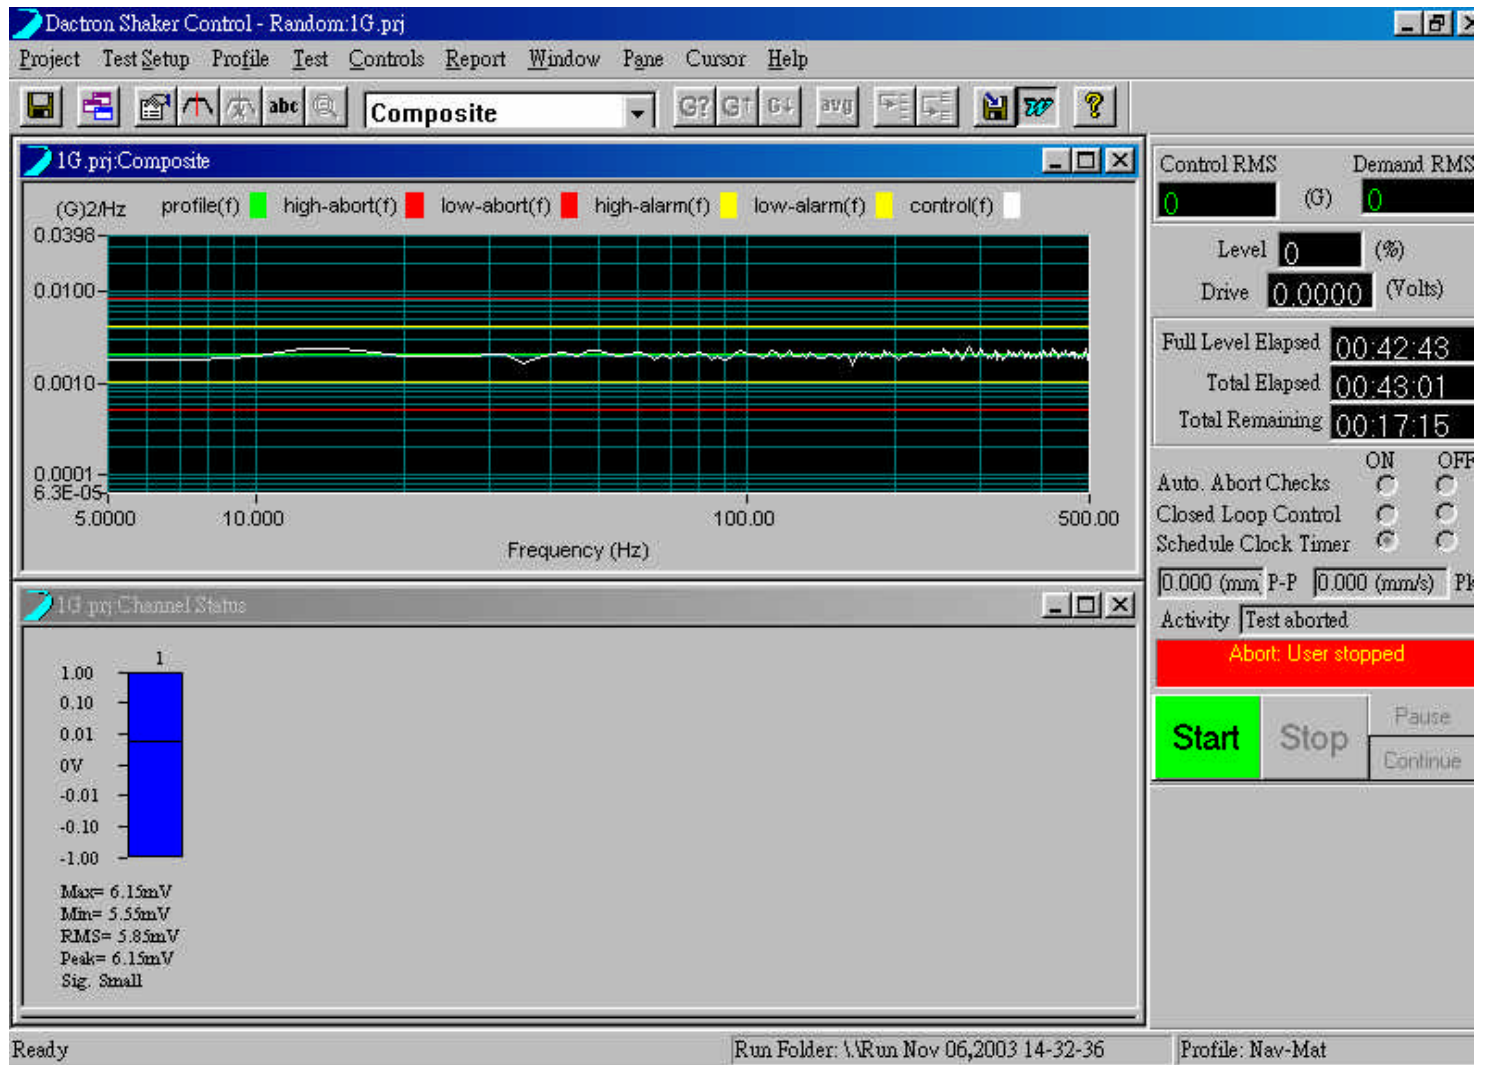 Dactron Shaker Control - Random:1G.prj
Project Test Setup Profile Test Controls Report Window Pane Cursor Help
abc Composite G? G↑ G↓ avg ?
1G.prj:Composite
(G)2/Hz profile(f) high-abort(f) low-abort(f) high-alarm(f) low-alarm(f) control(f)
0.0398
0.0100
0.0010
0.0001
6.3E-05
5.0000 10.000 100.00 500.00
Frequency (Hz)
1G.prj:Channel Status
1
1.00
0.10
0.01
0V
-0.01
-0.10
-1.00
Max= 6.15mV
Min= 5.55mV
RMS= 5.85mV
Peak= 6.15mV
Sig. Small
Control RMS Demand RMS
0 (G) 0
Level 0 (%)
Drive 0.0000 (Volts)
Full Level Elapsed 00:42:43
Total Elapsed 00:43:01
Total Remaining 00:17:15
ON OFF
Auto. Abort Checks
Closed Loop Control
Schedule Clock Timer
0.000 (mm) P-P 0.000 (mm/s) Pk
Activity Test aborted
Abort: User stopped
Start Stop Pause
Continue
Ready Run Folder: \.\Run Nov 06,2003 14-32-36 Profile: Nav-Mat